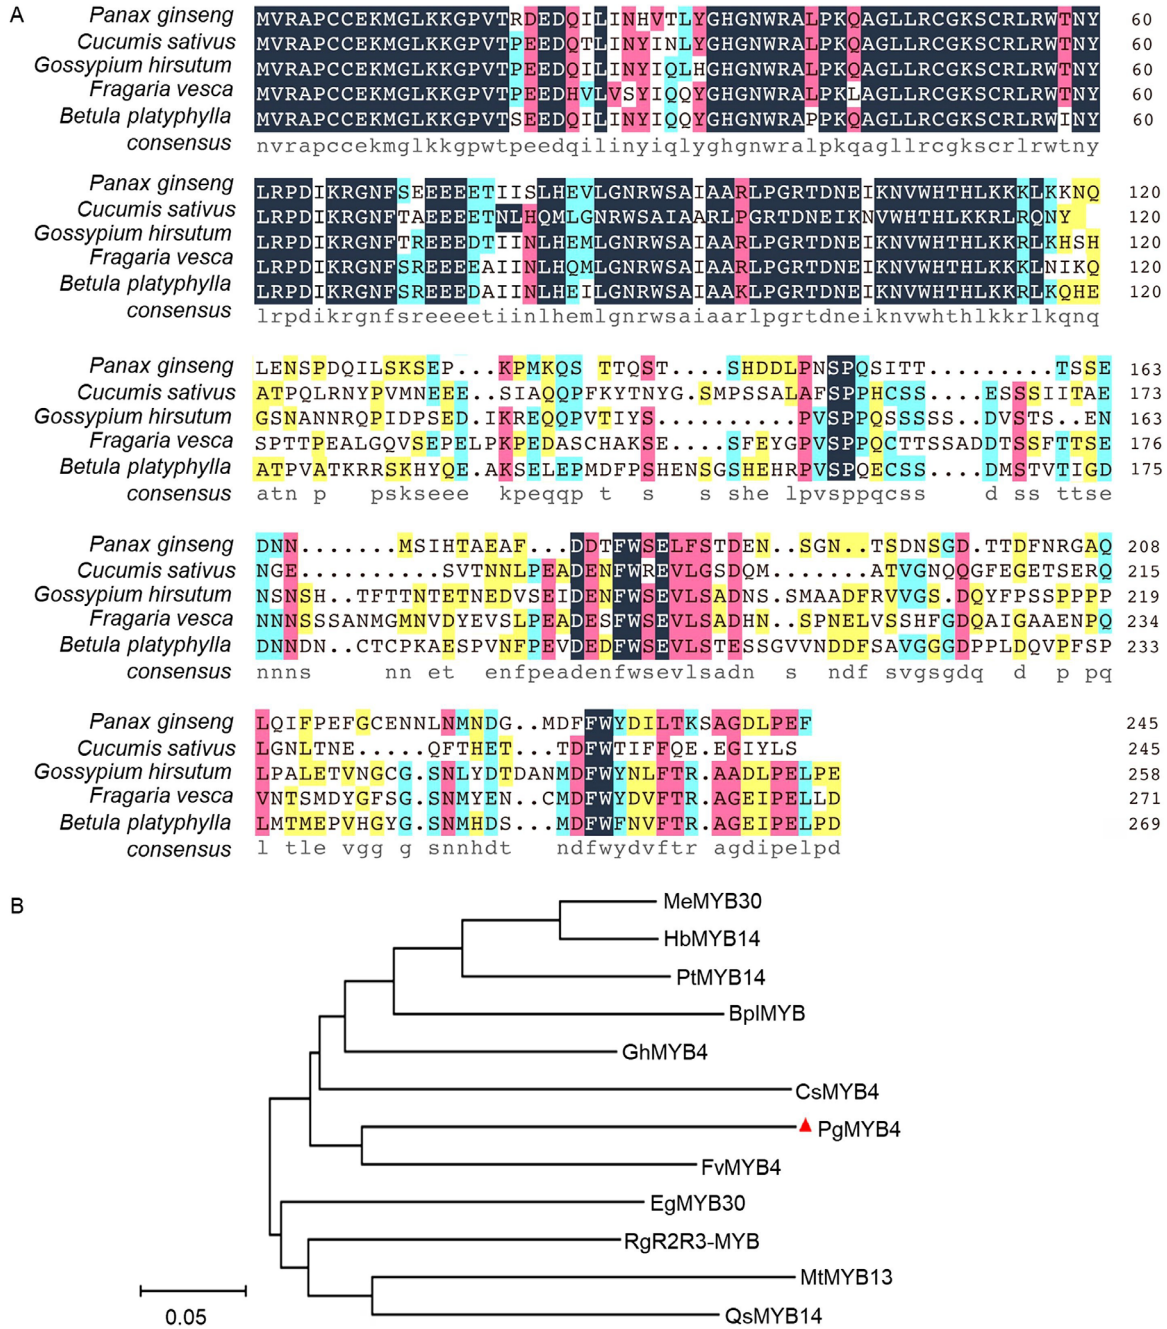 A
Panax ginseng MVRAPCCEKMGLKKGPVTRDEDQILINHVTLYGHGNWRALPKQAGLLRCGKSCRLRWTNY 60
Cucumis sativus MVRAPCCEKMGLKKGPVTPEEDQTLINYINLYGHGNWRALPKQAGLLRCGKSCRLRWTNY 60
Gossypium hirsutum MVRAPCCEKMGLKKGPVTPEEDQILINYIQLHGHGNWRALPKQAGLLRCGKSCRLRWTNY 60
Fragaria vesca MVRAPCCEKMGLKKGPVTPEEDHVLVSYIQQYGHGNWRALPKLAGLLRCGKSCRLRWTNY 60
Betula platyphylla MVRAPCCEKMGLKKGPVTSEEDQILINYIQQYGHGNWRAPPKQAGLLRCGKSCRLRWINY 60
consensus nvrapccekmglkkgpwtpeedqilinyiqlyghgnwralpkqagllrcgkscrlrwtny
Panax ginseng LRPDIKRGNFSEEEEETIISLHEVLGNRWSAIAARLPGRTDNEIKNVWHTHLKKKLKKNQ 120
Cucumis sativus LRPDIKRGNFTAEEEETNLHQMLGNRWSAIAARLPGRTDNEIKNVWHTHLKKRLRQNY 120
Gossypium hirsutum LRPDIKRGNFTREEEDTIINLHEMLGNRWSAIAARLPGRTDNEIKNVWHTHLKKRLKHSH 120
Fragaria vesca LRPDIKRGNFSREEEEAIINLHQMLGNRWSAIAARLPGRTDNEIKNVWHTHLKKKLNIKQ 120
Betula platyphylla LRPDIKRGNFSREEEDAIINLHEILGNRWSAIAAKLPGRTDNEIKNVWHTHLKKRLKQHE 120
consensus lrpdikrgnfsreeeetiinlhemlgnrwsaiaarlpgrtdneiknvwhthlkkrlkqnq
Panax ginseng LENSPDQILSKSEP...KPMKQS TTQST....SHDDLPNSPQSITT.........TSSE 163
Cucumis sativus ATPQLRNYPVMNEEE..SIAQQPFKYTNYG.SMPSSALAFSPPHCSS....ESSSIITAE 173
Gossypium hirsutum GSNANNRQPIDPSED.IKREQQPVTIYS..........PVSPPQSSSSS..DVSTS..EN 163
Fragaria vesca SPTTPEALGQVSEPELPKPEDASCHAKSE....SFEYGPVSPPQCTTSSADDTSSFTTSE 176
Betula platyphylla ATPVATKRRSKHYQE.AKSELEPMDFPSHENSGSHEHRPVSPQECSS....DMSTVTIGD 175
consensus atn p pskseee kpeqqp t s s she lpvsppqcss d ss ttse
Panax ginseng DNN.......MSIHTAEAF...DDTFWSELFSTDEN..SGN..TSDNSGD.TTDFNRGAQ 208
Cucumis sativus NGE..........SVTNNLPEADENFWREVLGSDQM.......ATVGNQQGFEGETSERQ 215
Gossypium hirsutum NSNSH..TFTTNTETNEDVSEIDENFWSEVLSADNS.SMAADFRVVGS.DQYFPSSPPPP 219
Fragaria vesca NNNSSSANMGMNVDYEVSLPEADESFWSEVLSADHN..SPNELVSSHFGDQAIGAAENPQ 234
Betula platyphylla DNNDN..CTCPKAESPVNFPEVDEDFWSEVLSTESSGVVNDDFSAVGGGDPPLDQVPFSP 233
consensus nnns nn et enfpeadenfwsevlsadn s ndf svgsgdq d p pq
Panax ginseng LQIFPEFGCENNLNMNDG..MDFFWYDILTKSAGDLPEF 245
Cucumis sativus LGNLTNE.....QFTHET...TDFWTIFFQE.EGIYLS 245
Gossypium hirsutum LPALETVNGCG.SNLYDTDANMDFWYNLFTR.AADLPELPE 258
Fragaria vesca VNTSMDYGFSG.SNMYEN..CMDFWYDVFTR.AGEIPELLD 271
Betula platyphylla LMTMEPVHGYG.SNMHDS...MDFWFNVFTR.AGEIPELPD 269
consensus l tle vgg g snnhdt ndfwydvftr agdipelpd
B
MeMYB30
HbMYB14
PtMYB14
BplMYB
GhMYB4
CsMYB4
PgMYB4
FvMYB4
EgMYB30
RgR2R3-MYB
MtMYB13
QsMYB14
0.05